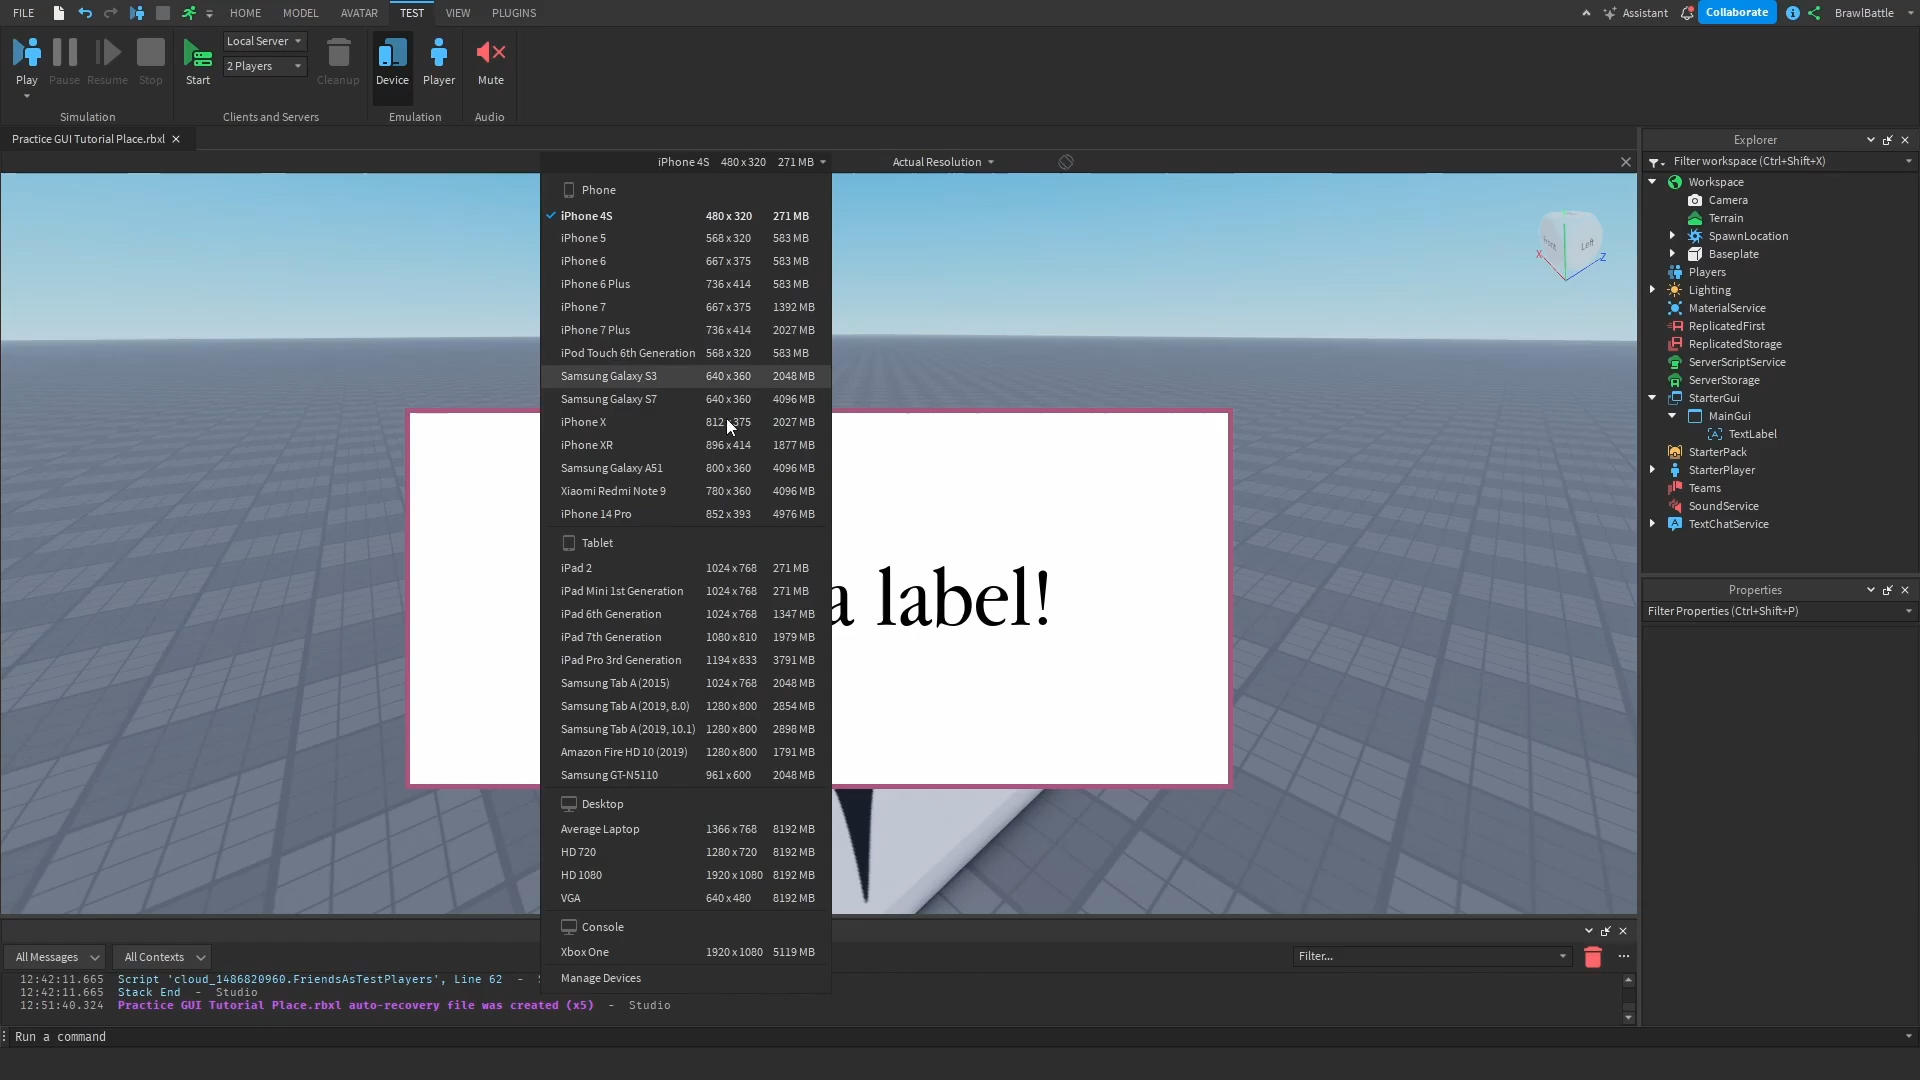 FILE HOME MODEL AVATAR TEST VIEW PLUGINS Assistant Collaborate BrawlBattle
Play Pause Resume Stop
Start Local Server
2 Players
Cleanup
Device Player
Mute
Simulation Clients and Servers Emulation Audio
Practice GUI Tutorial Place.rbxl
iPhone 4S 480 x 320 271 MB Actual Resolution
Phone
iPhone 4S 480 x 320 271 MB
iPhone 5 568 x 320 583 MB
iPhone 6 667 x 375 583 MB
iPhone 6 Plus 736 x 414 583 MB
iPhone 7 667 x 375 1392 MB
iPhone 7 Plus 736 x 414 2027 MB
iPod Touch 6th Generation 568 x 320 583 MB
Samsung Galaxy S3 640 x 360 2048 MB
Samsung Galaxy S7 640 x 360 4096 MB
iPhone X 812 x 375 2027 MB
iPhone XR 896 x 414 1877 MB
Samsung Galaxy A51 800 x 360 4096 MB
Xiaomi Redmi Note 9 780 x 360 4096 MB
iPhone 14 Pro 852 x 393 4976 MB
Tablet
iPad 2 1024 x 768 271 MB
iPad Mini 1st Generation 1024 x 768 271 MB
iPad 6th Generation 1024 x 768 1347 MB
iPad 7th Generation 1080 x 810 1979 MB
iPad Pro 3rd Generation 1194 x 833 3791 MB
Samsung Tab A (2015) 1024 x 768 2048 MB
Samsung Tab A (2019, 8.0) 1280 x 800 2854 MB
Samsung Tab A (2019, 10.1) 1280 x 800 2898 MB
Amazon Fire HD 10 (2019) 1280 x 800 1791 MB
Samsung GT-N5110 961 x 600 2048 MB
Desktop
Average Laptop 1366 x 768 8192 MB
HD 720 1280 x 720 8192 MB
HD 1080 1920 x 1080 8192 MB
VGA 640 x 480 8192 MB
Console
Xbox One 1920 x 1080 5119 MB
Manage Devices
a label!
Front Left
X Z
Explorer
Filter workspace (Ctrl+Shift+X)
Workspace
Camera
Terrain
SpawnLocation
Baseplate
Players
Lighting
MaterialService
ReplicatedFirst
ReplicatedStorage
ServerScriptService
ServerStorage
StarterGui
MainGui
TextLabel
StarterPack
StarterPlayer
Teams
SoundService
TextChatService
Properties
Filter Properties (Ctrl+Shift+P)
All Messages All Contexts Filter...
12:42:11.665 Script 'cloud_1486820960.FriendsAsTestPlayers', Line 62 -
12:42:11.665 Stack End - Studio
12:51:40.324 Practice GUI Tutorial Place.rbxl auto-recovery file was created (x5) - Studio
Run a command